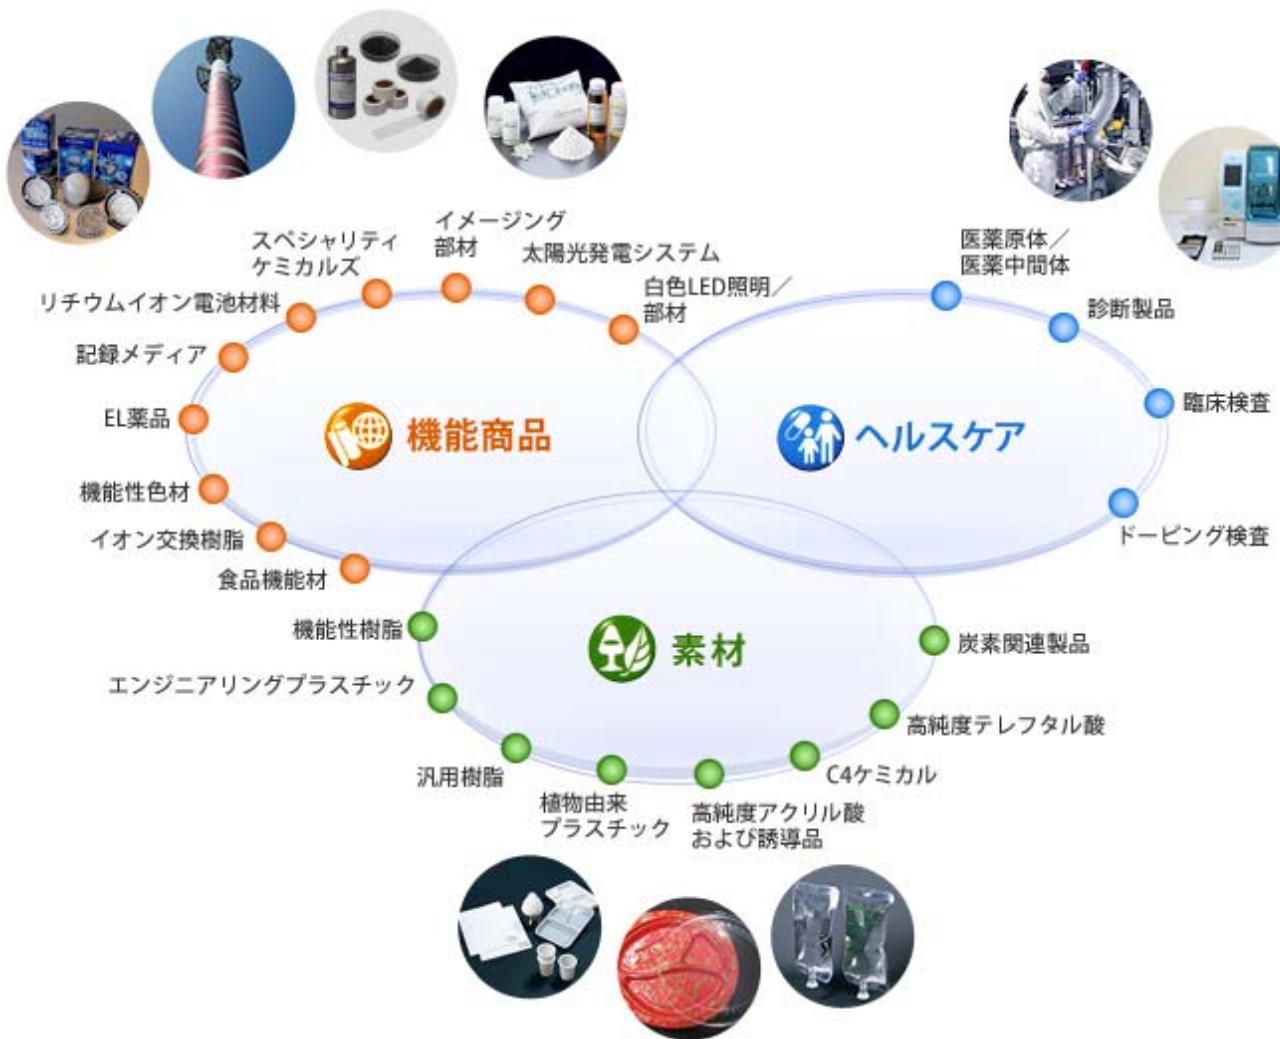 イメージング
部材
スペシャリティ
ケミカルズ
太陽光発電システム
白色LED照明／
部材
リチウムイオン電池材料
記録メディア
EL薬品
機能性色材
イオン交換樹脂
食品機能材
機能商品
医薬原体／
医薬中間体
診断製品
臨床検査
ドーピング検査
ヘルスケア
素材
機能性樹脂
エンジニアリングプラスチック
汎用樹脂
植物由来
プラスチック
高純度アクリル酸
および誘導品
C4ケミカル
高純度テレフタル酸
炭素関連製品